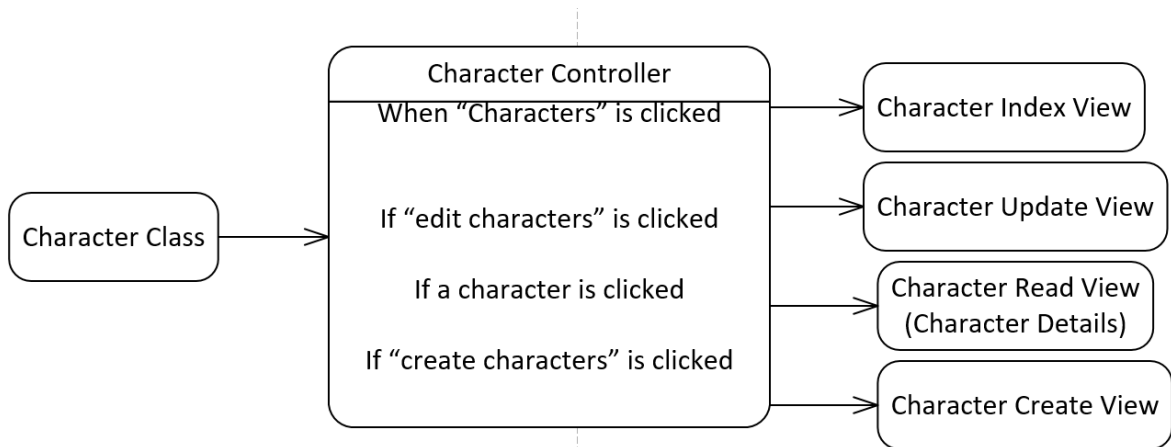 Character Controller
When “Characters” is clicked
Character Index View
If “edit characters” is clicked
Character Update View
Character Class
If a character is clicked
Character Read View
(Character Details)
If “create characters” is clicked
Character Create View